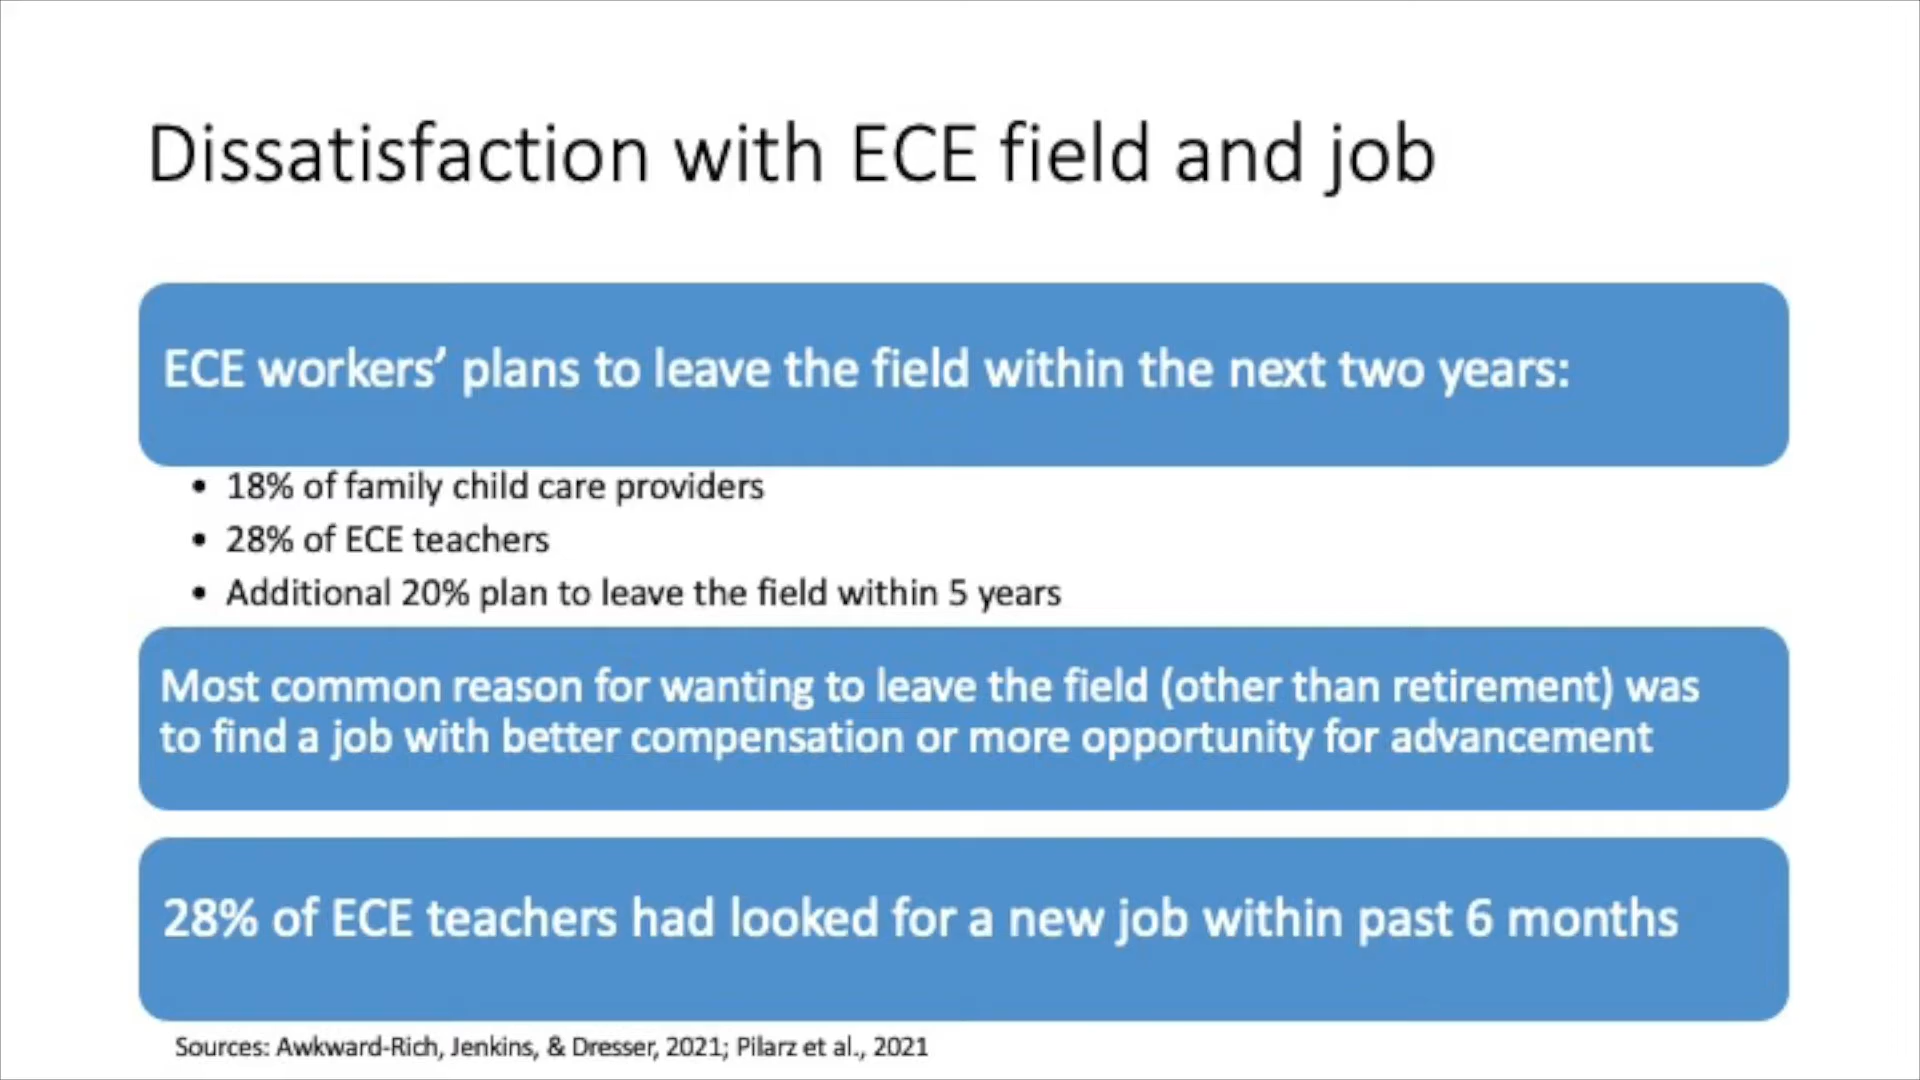 Dissatisfaction with ECE field and job
ECE workers’ plans to leave the field within the next two years:
• 18% of family child care providers
• 28% of ECE teachers
• Additional 20% plan to leave the field within 5 years
Most common reason for wanting to leave the field (other than retirement) was
to find a job with better compensation or more opportunity for advancement
28% of ECE teachers had looked for a new job within past 6 months
Sources: Awkward-Rich, Jenkins, & Dresser, 2021; Pilarz et al., 2021